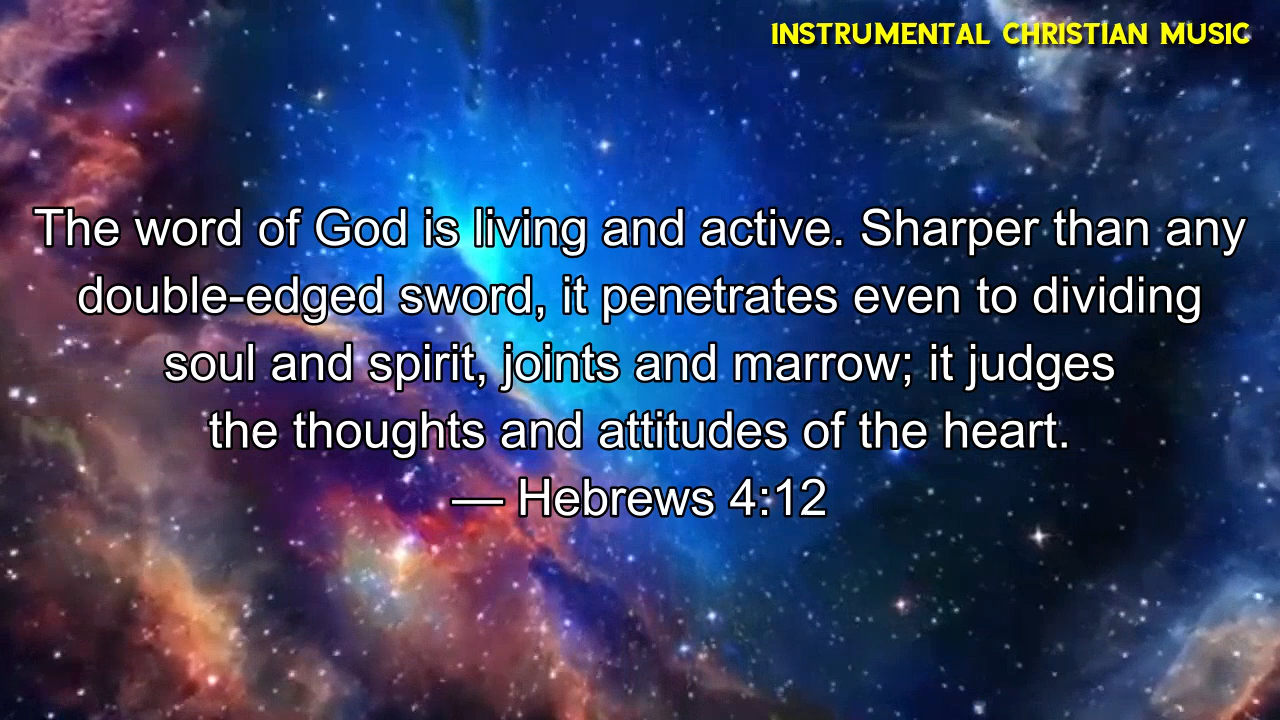 INSTRUMENTAL CHRISTIAN MUSIC
The word of God is living and active. Sharper than any
double-edged sword, it penetrates even to dividing
soul and spirit, joints and marrow; it judges
the thoughts and attitudes of the heart.
— Hebrews 4:12